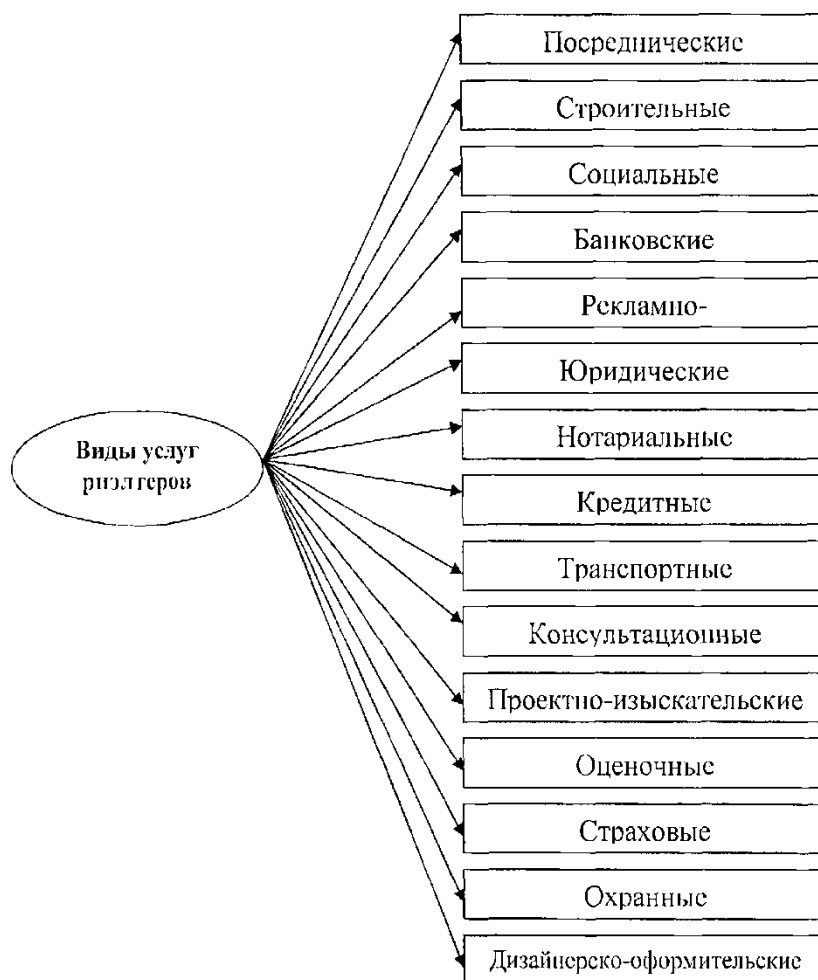 Посреднические
Строительные
Социальные
Банковские
Рекламно-
Юридические
Виды услуг
риэлтеров
Нотариальные
Кредитные
Транспортные
Консультационные
Проектно-изыскательские
Оценочные
Страховые
Охранные
Дизайнерско-оформительские